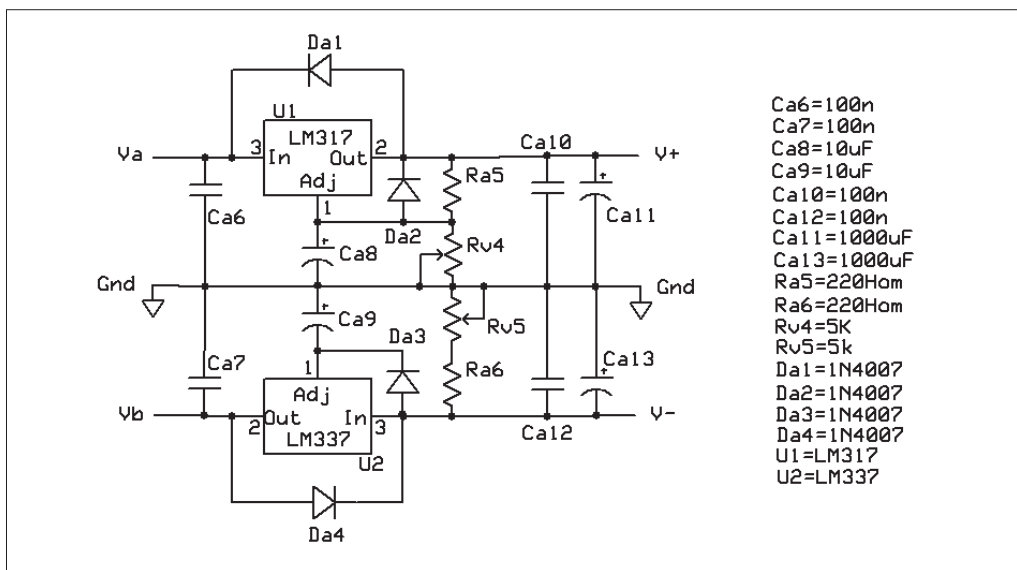 Da1
U1
LM317
3 In Out 2
Adj
1
Va
V+
Ca10
Ra5
Ca6
Da2
Ca11
Ca8
Rv4
Gnd
Gnd
Ca9
Da3
Rv5
Ca7
Ca13
1
Ra6
Adj
Vb
V-
2 Out In 3
LM337
U2
Ca12
Da4
Ca6=100n
Ca7=100n
Ca8=10uF
Ca9=10uF
Ca10=100n
Ca12=100n
Ca11=1000uF
Ca13=1000uF
Ra5=220Hom
Ra6=220Hom
Rv4=5K
Rv5=5k
Da1=1N4007
Da2=1N4007
Da3=1N4007
Da4=1N4007
U1=LM317
U2=LM337